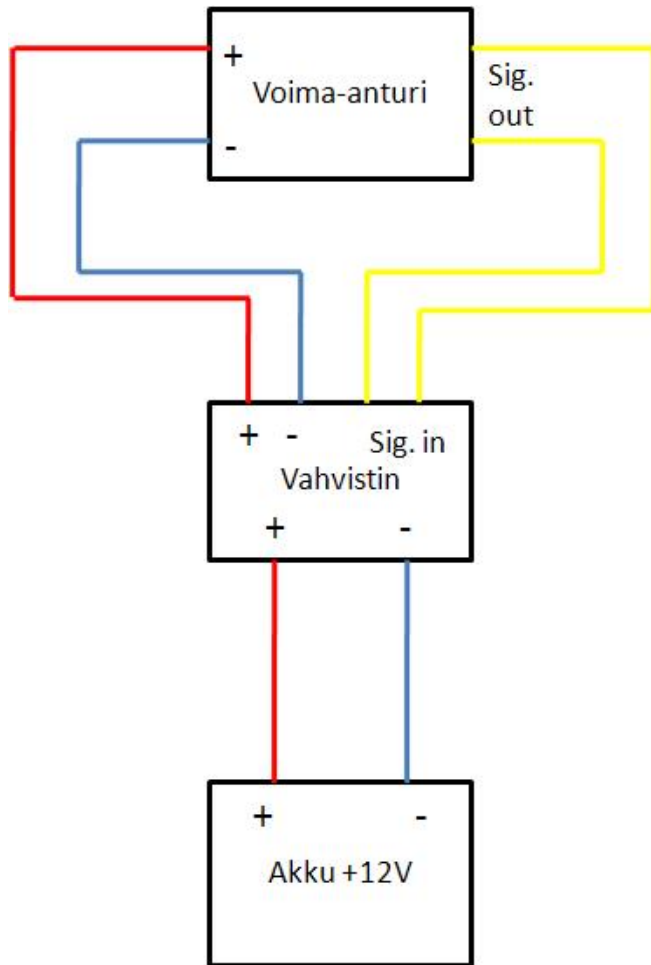 +
Voima-anturi
-
Sig.
out
+ - Sig. in
Vahvistin
+ -
+ -
Akku +12V